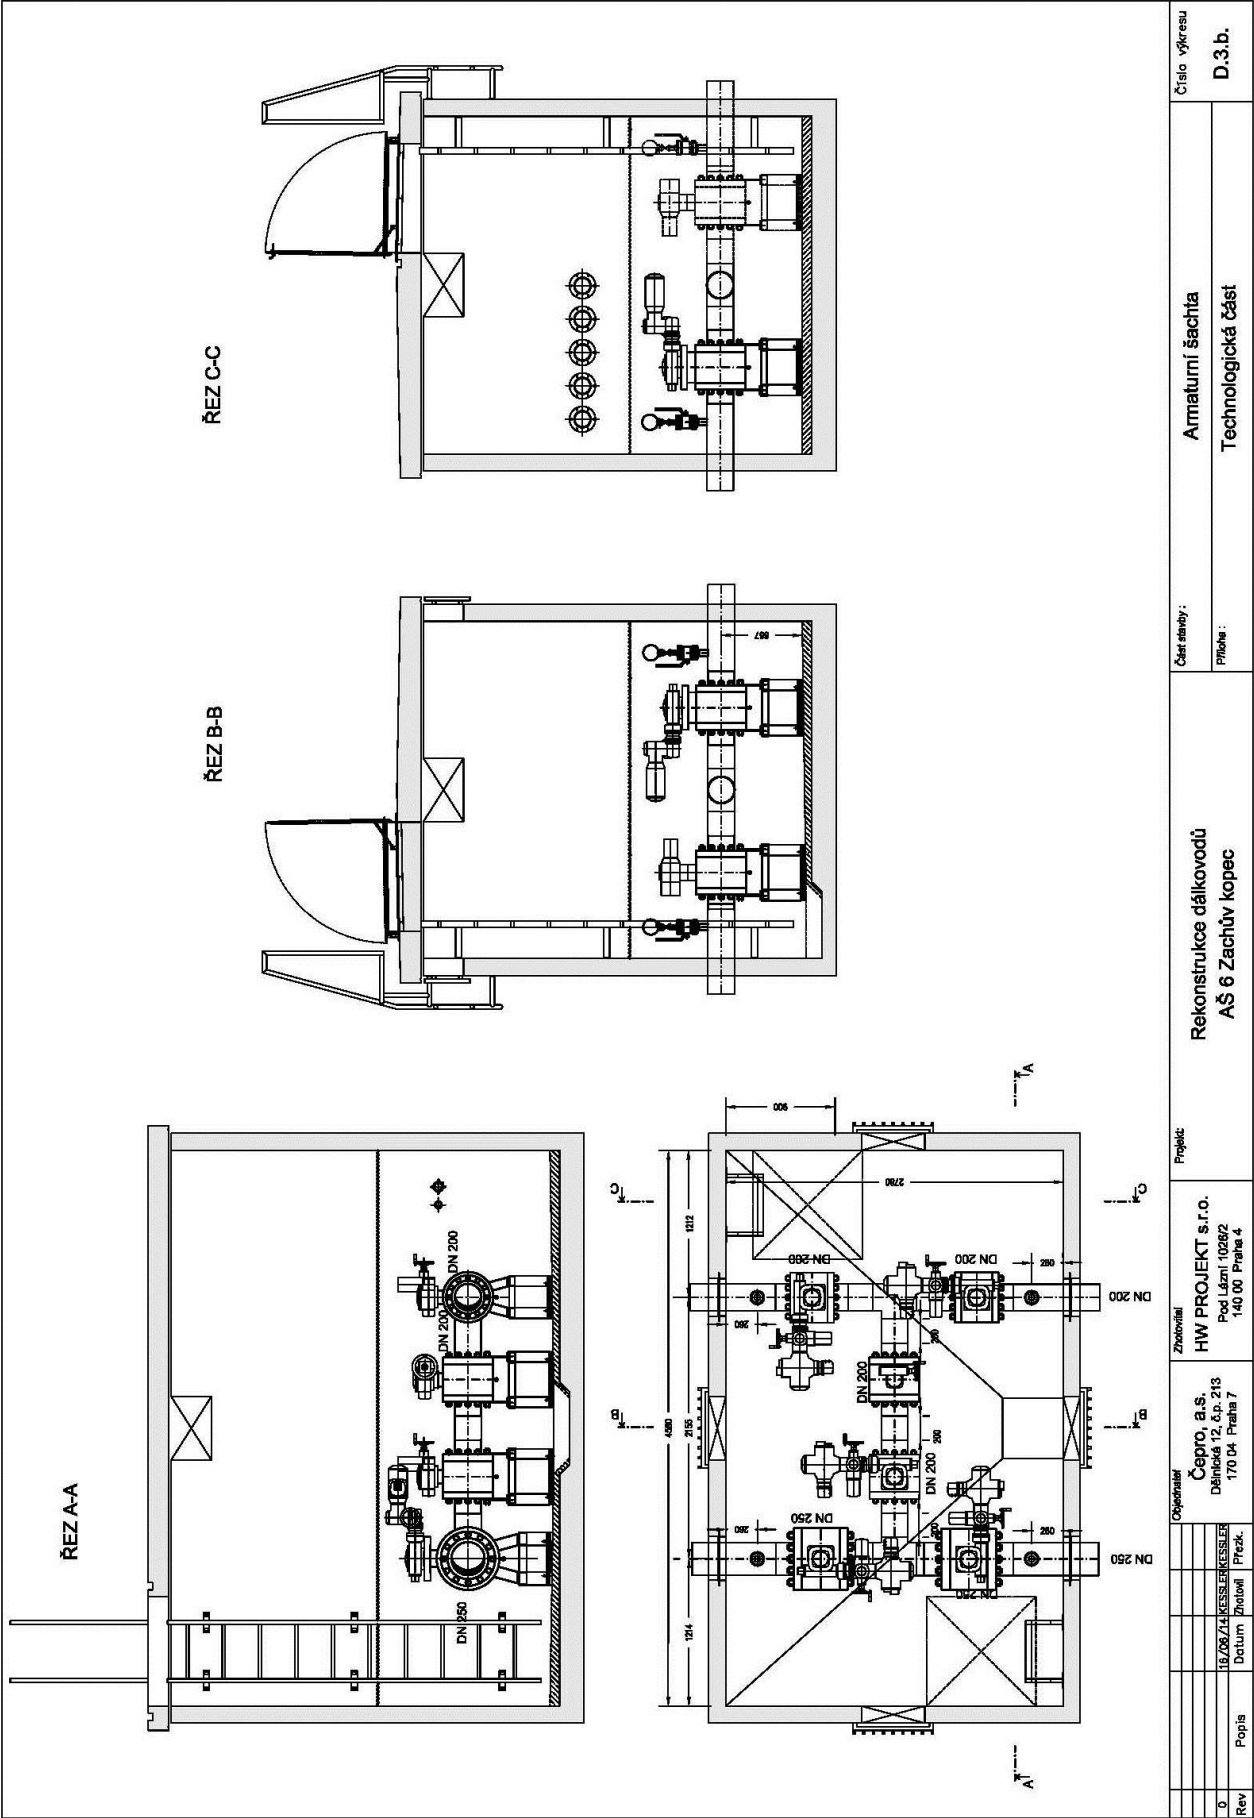 ŘEZ A-A
DN 250
DN 200
DN 200
ŘEZ B-B
667
ŘEZ C-C
A
A
B
B
C
C
4580
1214
2155
1212
2780
900
260
260
260
260
200
200
200
DN 250
DN 250
DN 250
DN 200
DN 200
DN 200
DN 200
DN 200
Rev
Popis
Datum
Zhotovil
Přezk.
0
16/06/14
KESSLER
KESSLER
Objednatel
Čepro, a.s.
Dělnická 12, č.p. 213
170 04 Praha 7
Zhotovitel
HW PROJEKT s.r.o.
Pod Lázní 1026/2
140 00 Praha 4
Projekt:
Rekonstrukce dálkovodů
AŠ 6 Zachův kopec
Část stavby :
Armaturní šachta
Příloha :
Technologická část
Číslo výkresu
D.3.b.